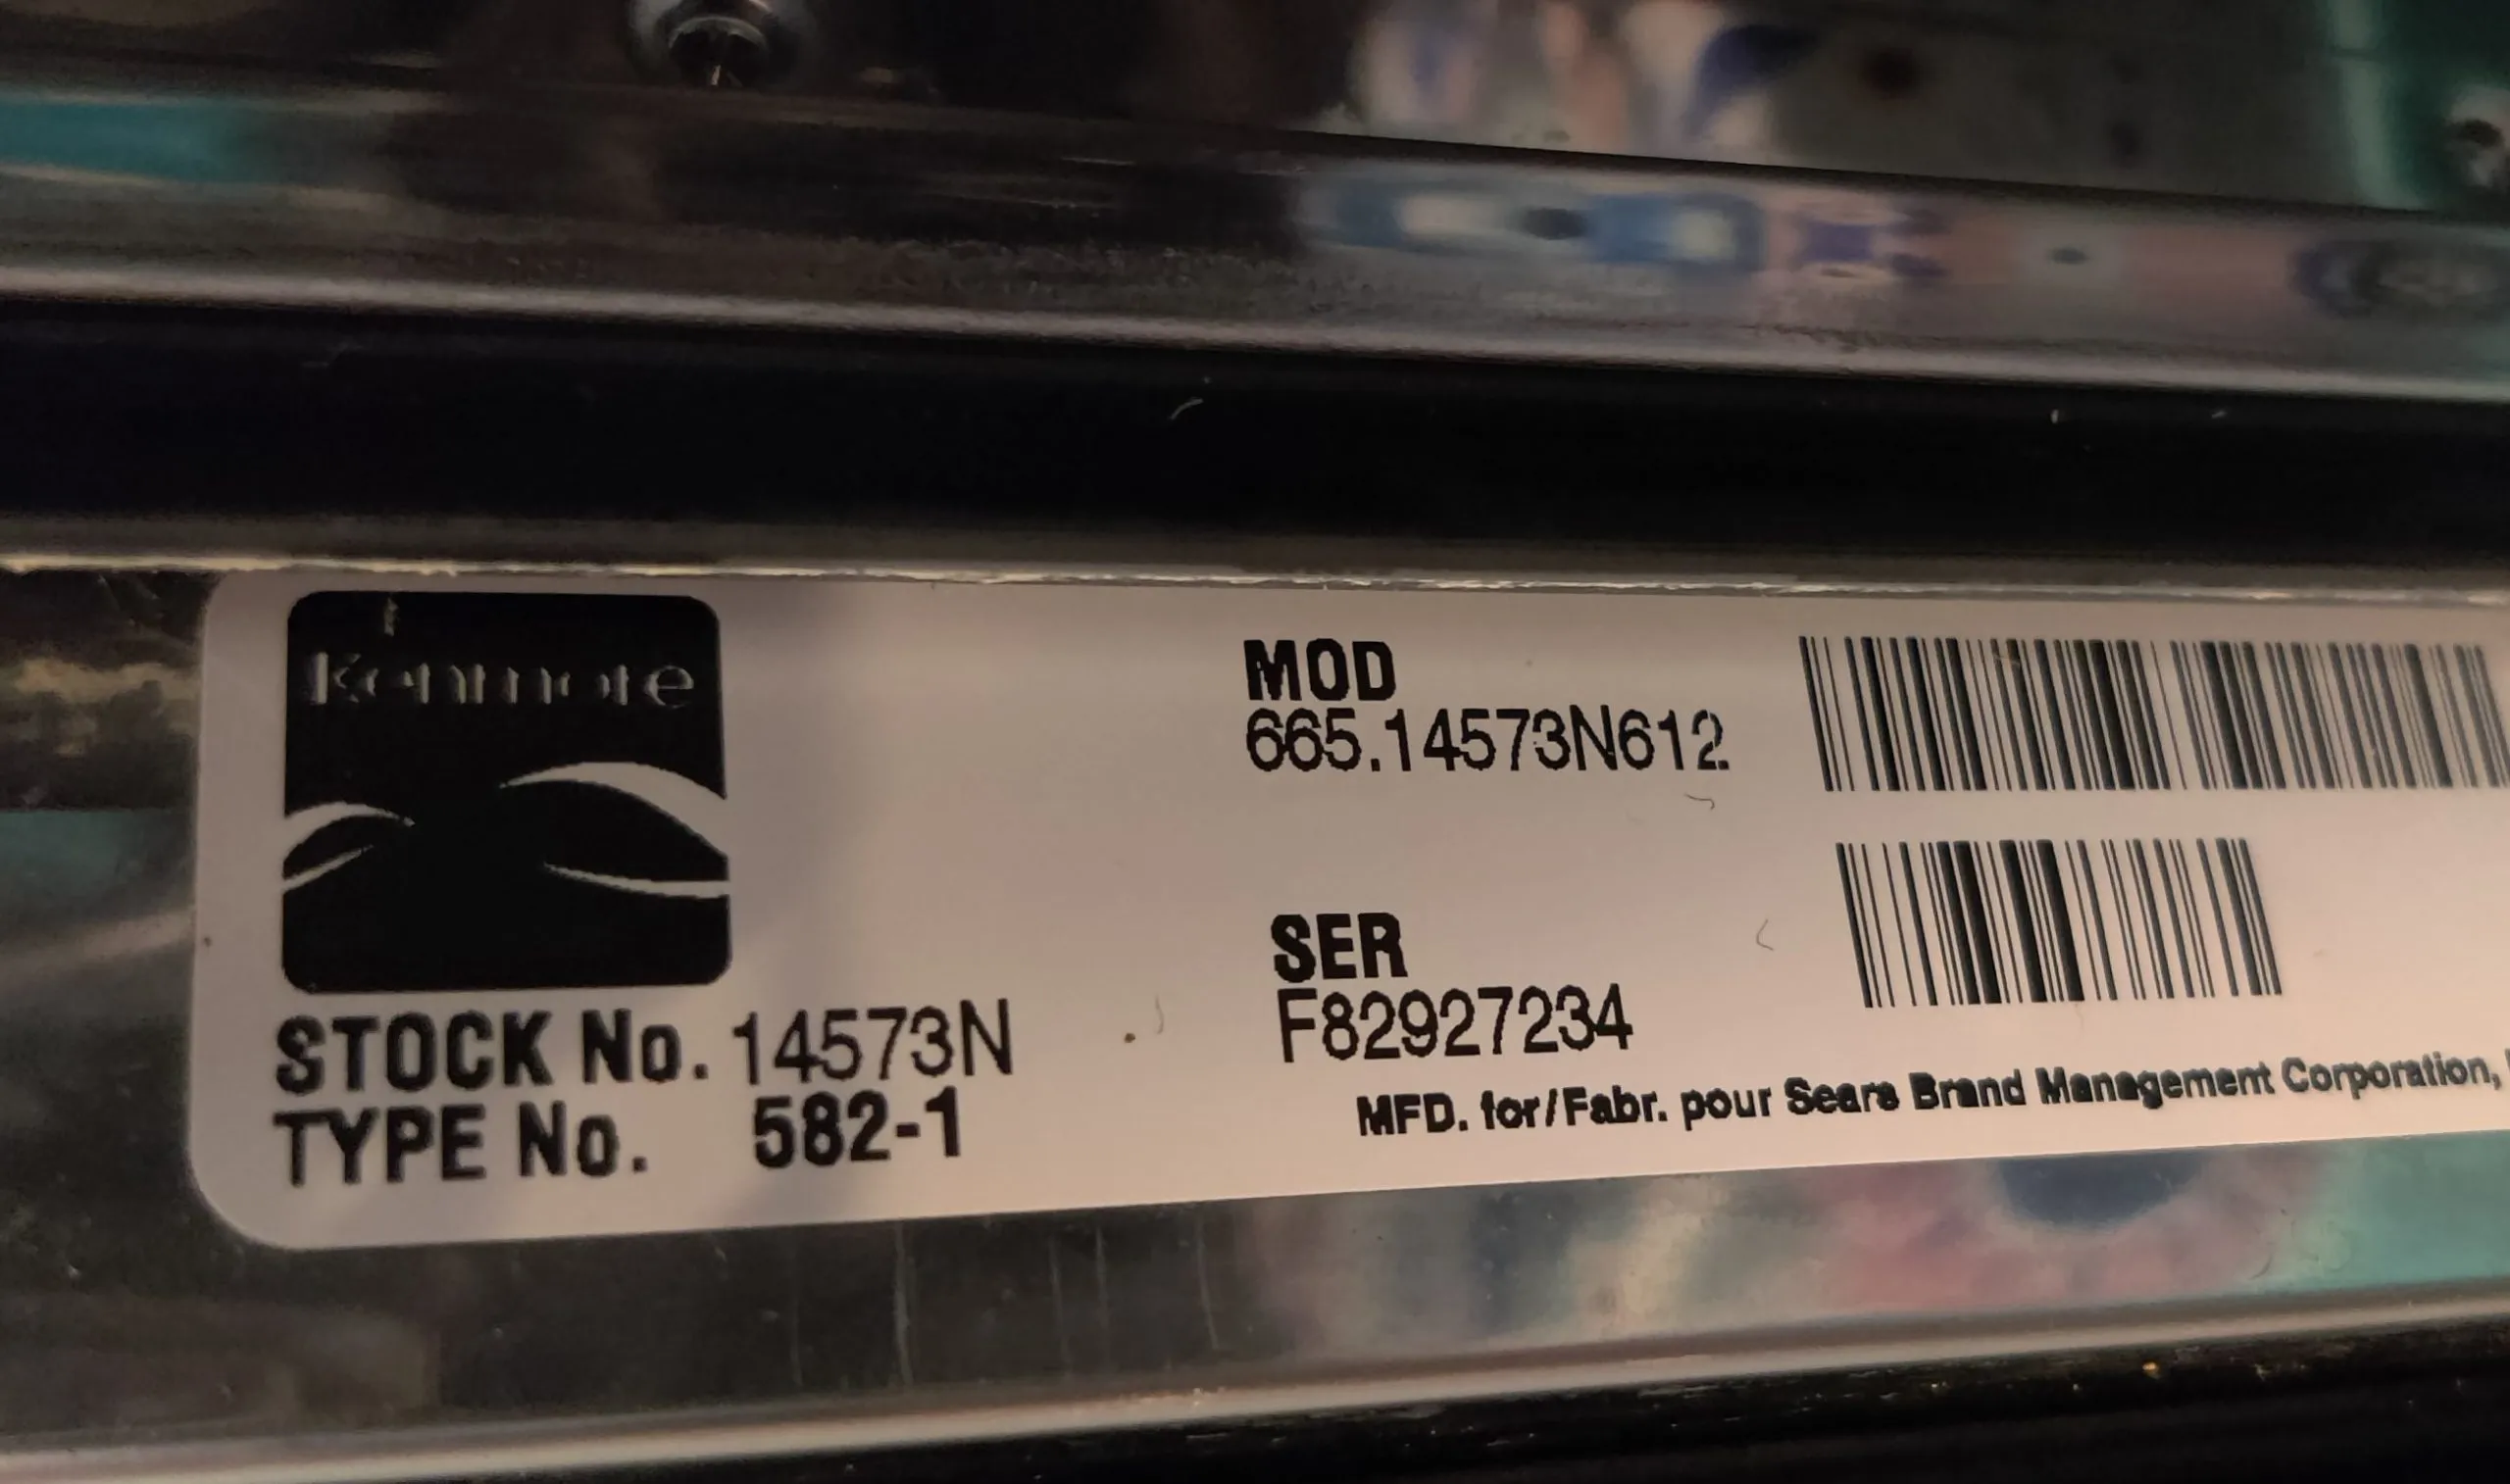 Kenmore
MOD
665.14573N612
SER
F82927234
STOCK No. 14573N
TYPE No. 582-1
MFD. for/Fabr. pour Sears Brand Management Corporation,